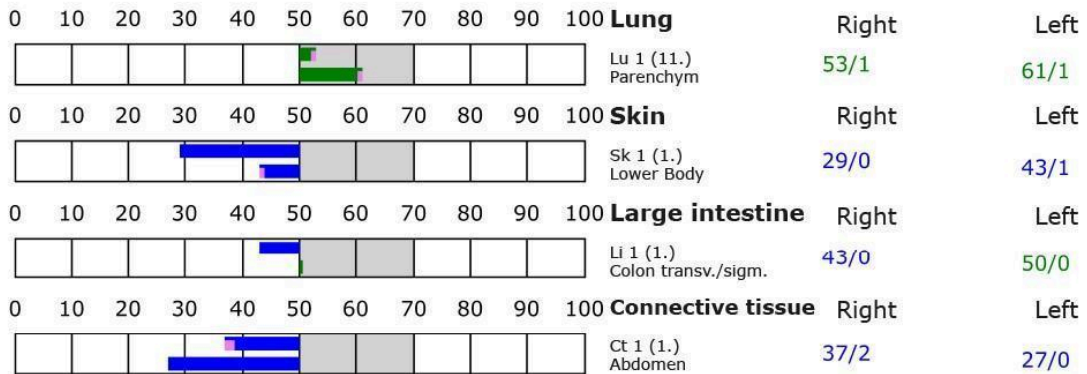 0 10 20 30 40 50 60 70 80 90 100 Lung Right Left
Lu 1 (11.) 53/1 61/1
Parenchym
0 10 20 30 40 50 60 70 80 90 100 Skin Right Left
Sk 1 (1.) 29/0 43/1
Lower Body
0 10 20 30 40 50 60 70 80 90 100 Large intestine Right Left
Li 1 (1.) 43/0 50/0
Colon transv./sigm.
0 10 20 30 40 50 60 70 80 90 100 Connective tissue Right Left
Ct 1 (1.) 37/2 27/0
Abdomen